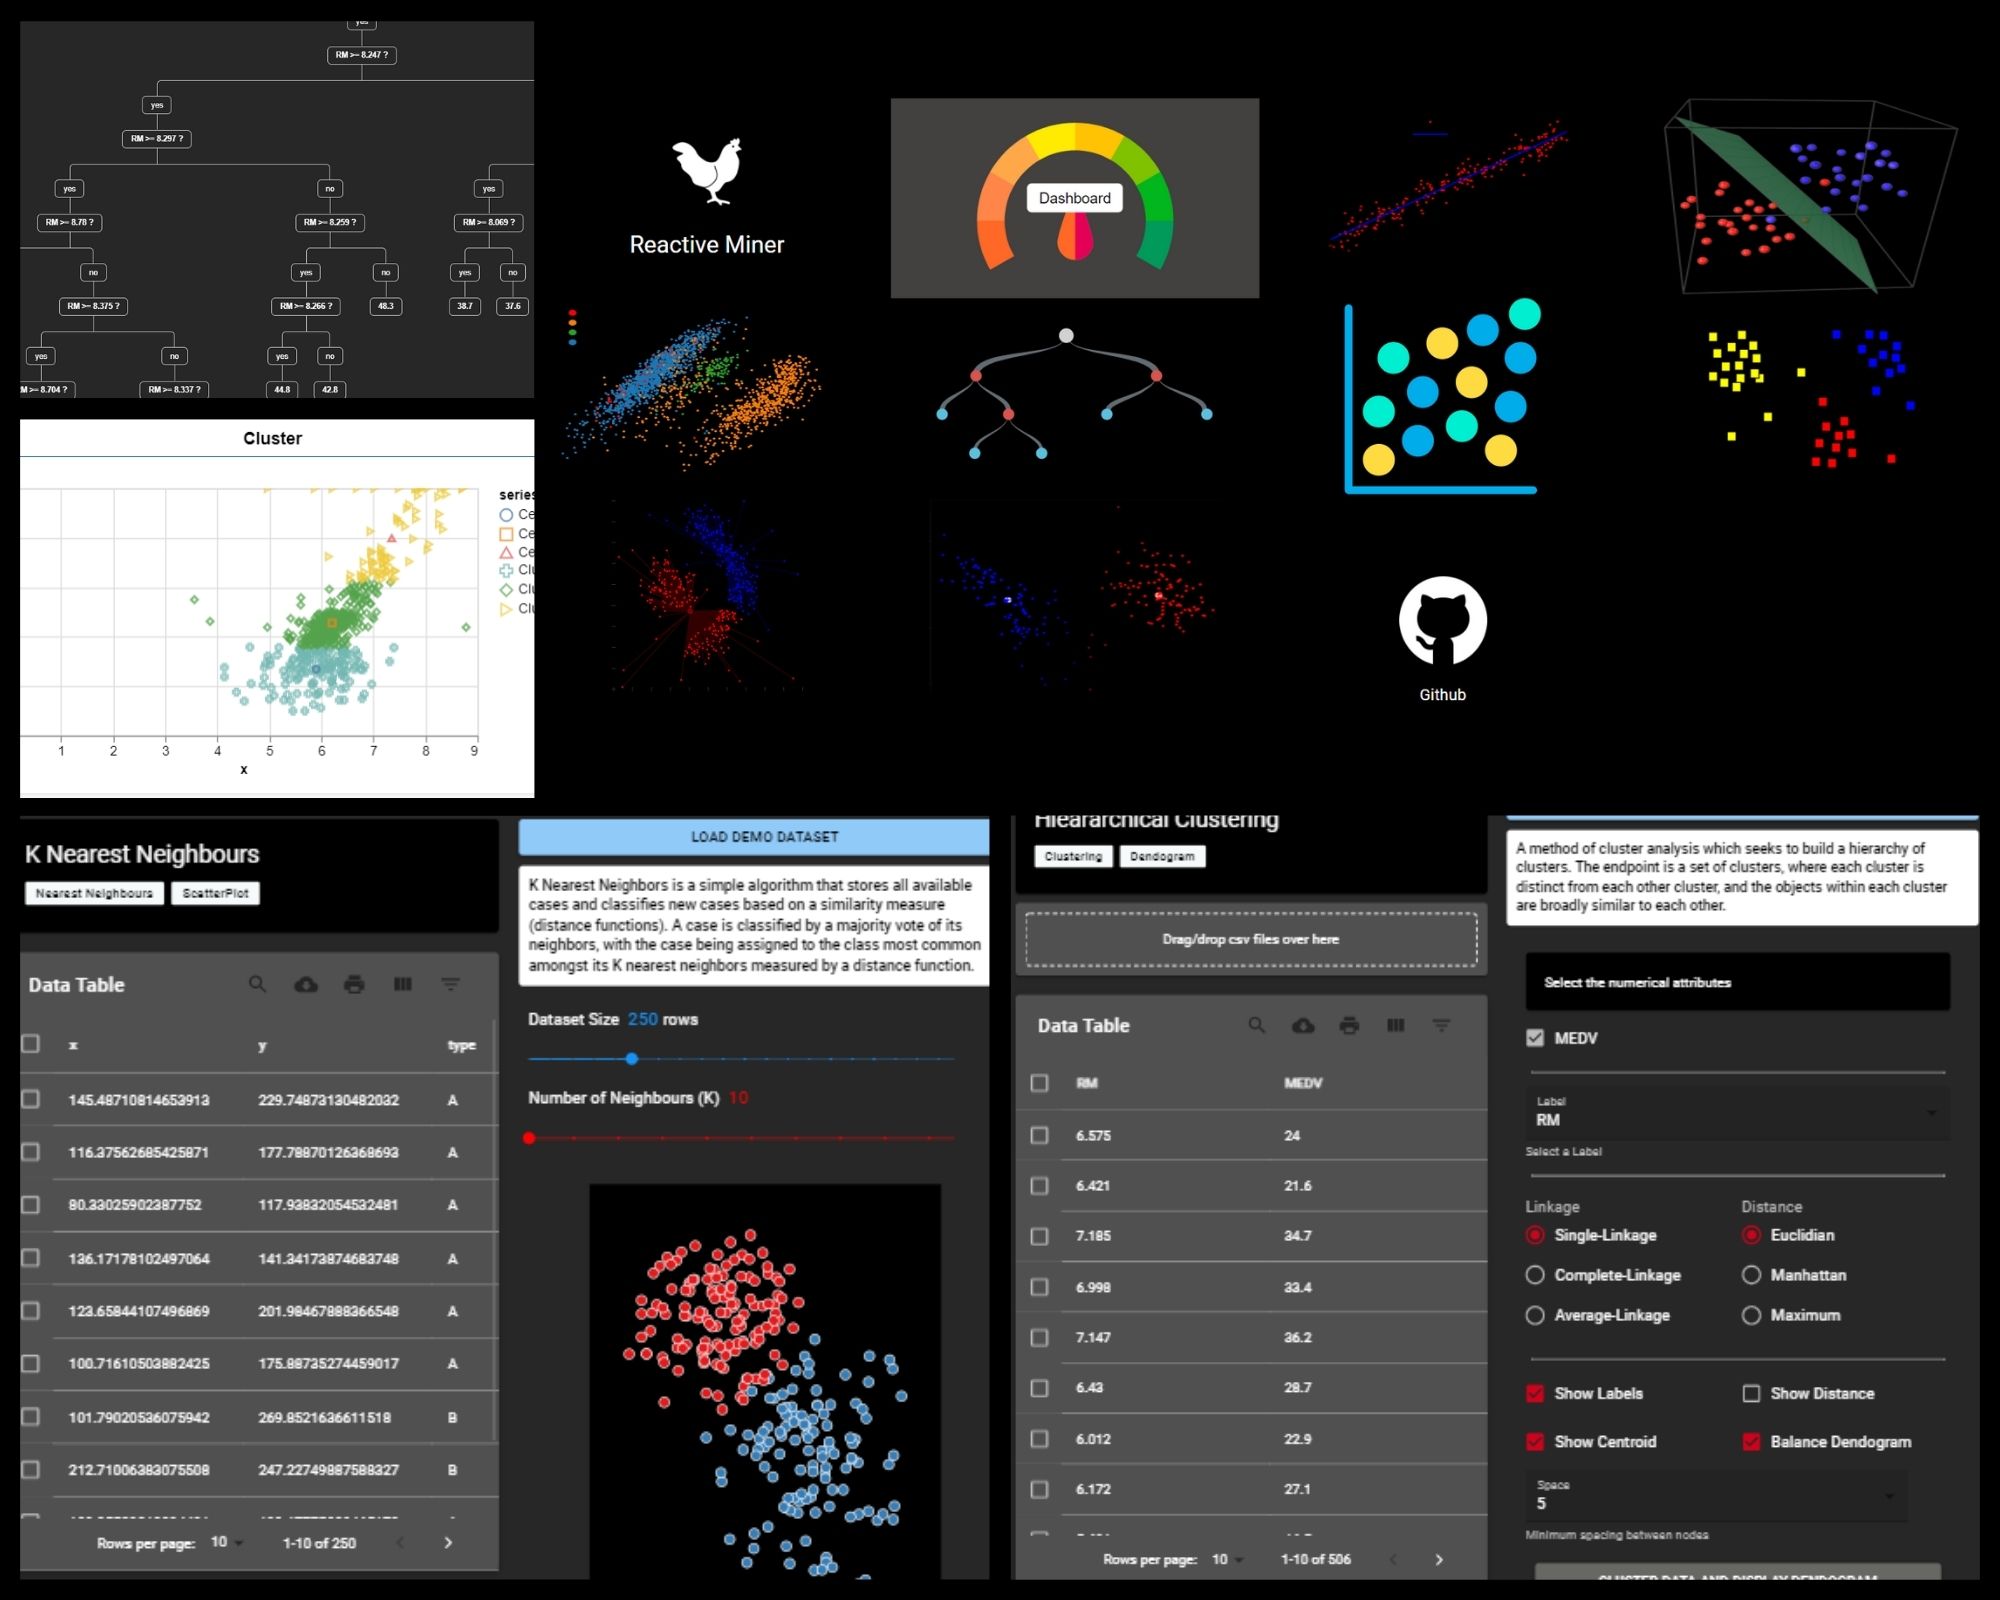 yes
RM >= 8.247 ?
yes
RM >= 8.297 ?
yes
no
yes
RM >= 8.78 ?
RM >= 8.259 ?
RM >= 8.069 ?
no
yes
no
yes
no
RM >= 8.375 ?
RM >= 8.266 ?
48.3
38.7
37.6
yes
no
yes
no
>= 8.704 ?
RM >= 8.337 ?
44.8
42.8
Reactive Miner
Dashboard
Github
Cluster
series
Ce
Ce
Ce
Clu
Clu
Clu
1 2 3 4 5 6 7 8 9
x
K Nearest Neighbours
Nearest Neighbours
ScatterPlot
Data Table
x y type
145.48710814653913 229.74873130482032 A
116.37562685425871 177.78870126368693 A
80.33025902387752 117.93832054532481 A
136.17178102497064 141.34173874683748 A
123.65844107496869 201.98467888366548 A
100.71610503882425 175.88735274459017 A
101.79020536075942 269.8521636611518 B
212.71006383075508 247.22749887588327 B
Rows per page: 10 1-10 of 250
LOAD DEMO DATASET
K Nearest Neighbors is a simple algorithm that stores all available
cases and classifies new cases based on a similarity measure
(distance functions). A case is classified by a majority vote of its
neighbors, with the case being assigned to the class most common
amongst its K nearest neighbors measured by a distance function.
Dataset Size 250 rows
Number of Neighbours (K) 10
Hieararchical Clustering
Clustering
Dendogram
Drag/drop csv files over here
Data Table
RM MEDV
6.575 24
6.421 21.6
7.185 34.7
6.998 33.4
7.147 36.2
6.43 28.7
6.012 22.9
6.172 27.1
Rows per page: 10 1-10 of 506
A method of cluster analysis which seeks to build a hierarchy of
clusters. The endpoint is a set of clusters, where each cluster is
distinct from each other cluster, and the objects within each cluster
are broadly similar to each other.
Select the numerical attributes
MEDV
Label
RM
Select a Label
Linkage
Distance
Single-Linkage
Euclidian
Complete-Linkage
Manhattan
Average-Linkage
Maximum
Show Labels
Show Distance
Show Centroid
Balance Dendogram
Space
5
Minimum spacing between nodes
CLUSTER DATA AND DISPLAY DENDOGRAM